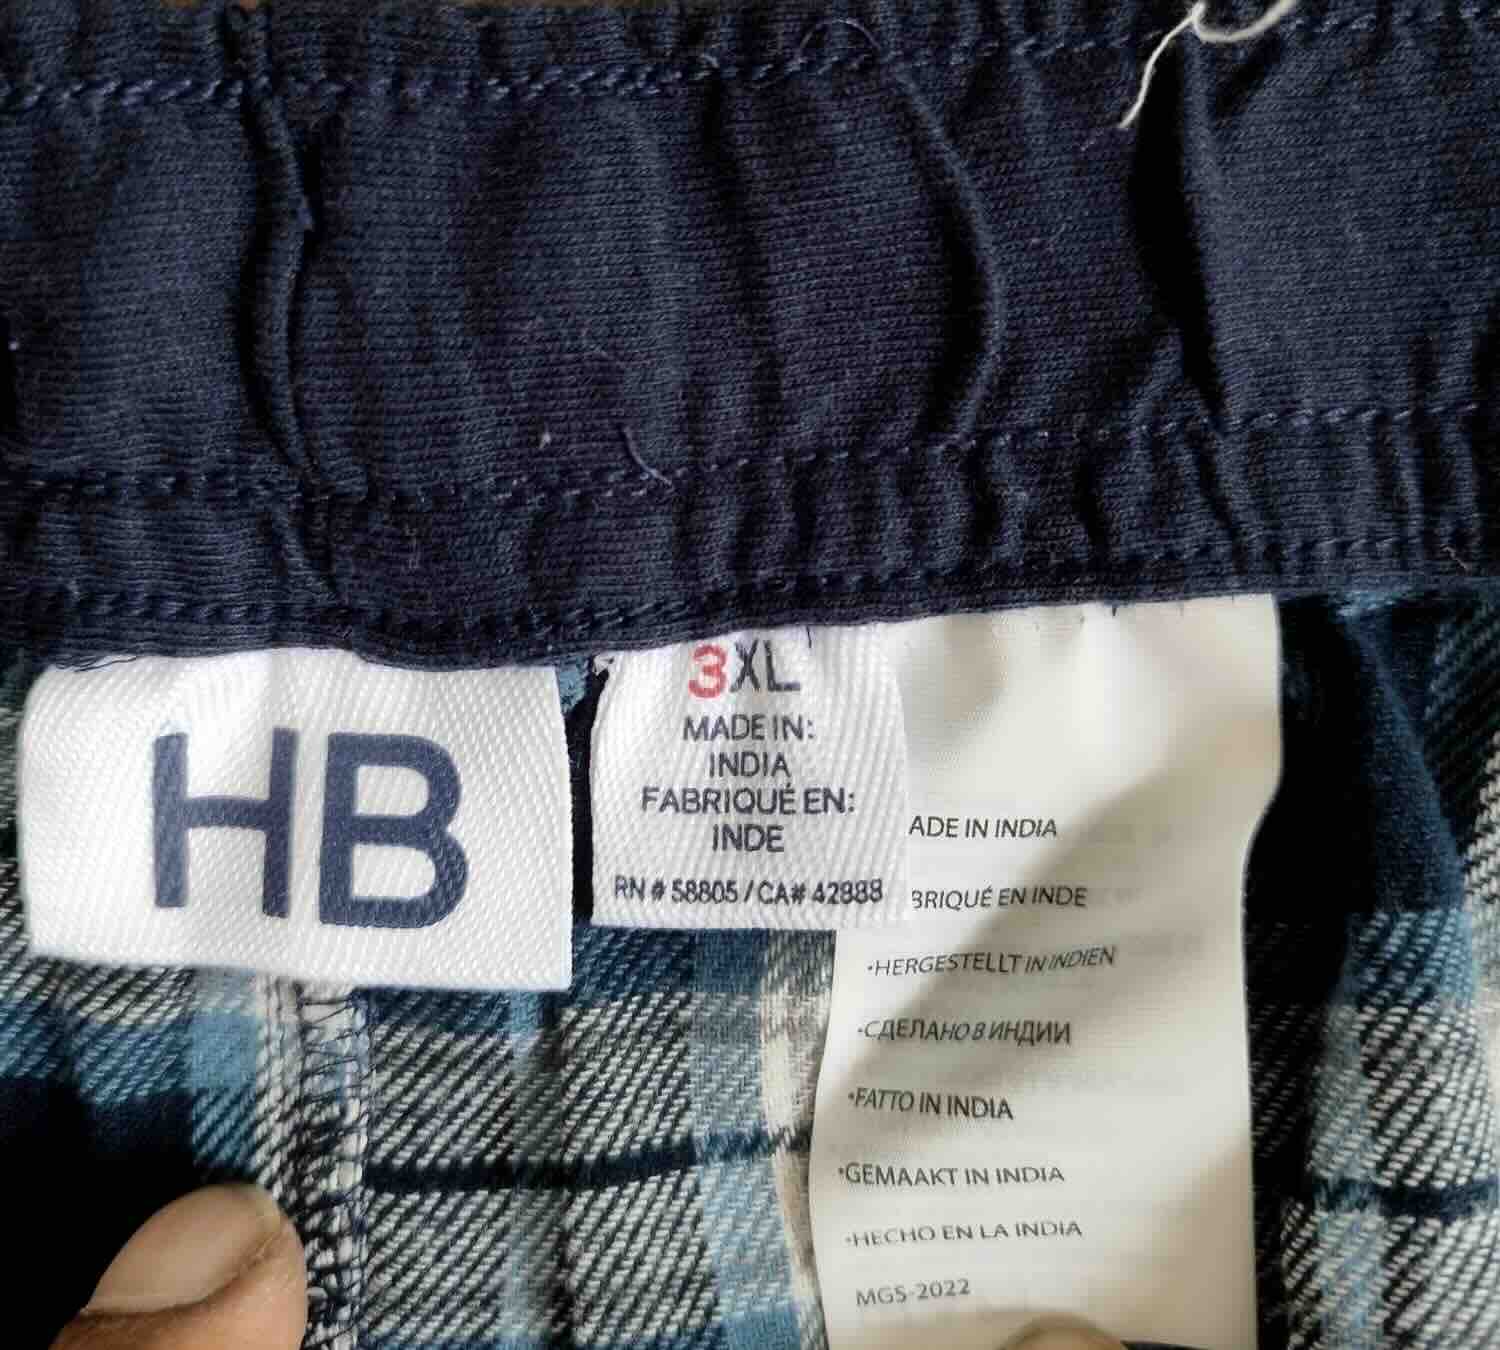 HB
3XL
MADE IN:
INDIA
FABRIQUÉ EN:
INDE
RN # 58805 / CA# 42888
ADE IN INDIA
BRIQUÉ EN INDE
•HERGESTELLT IN INDIEN
•СДЕЛАНО В ИНДИИ
•FATTO IN INDIA
•GEMAAKT IN INDIA
•HECHO EN LA INDIA
MGS-2022